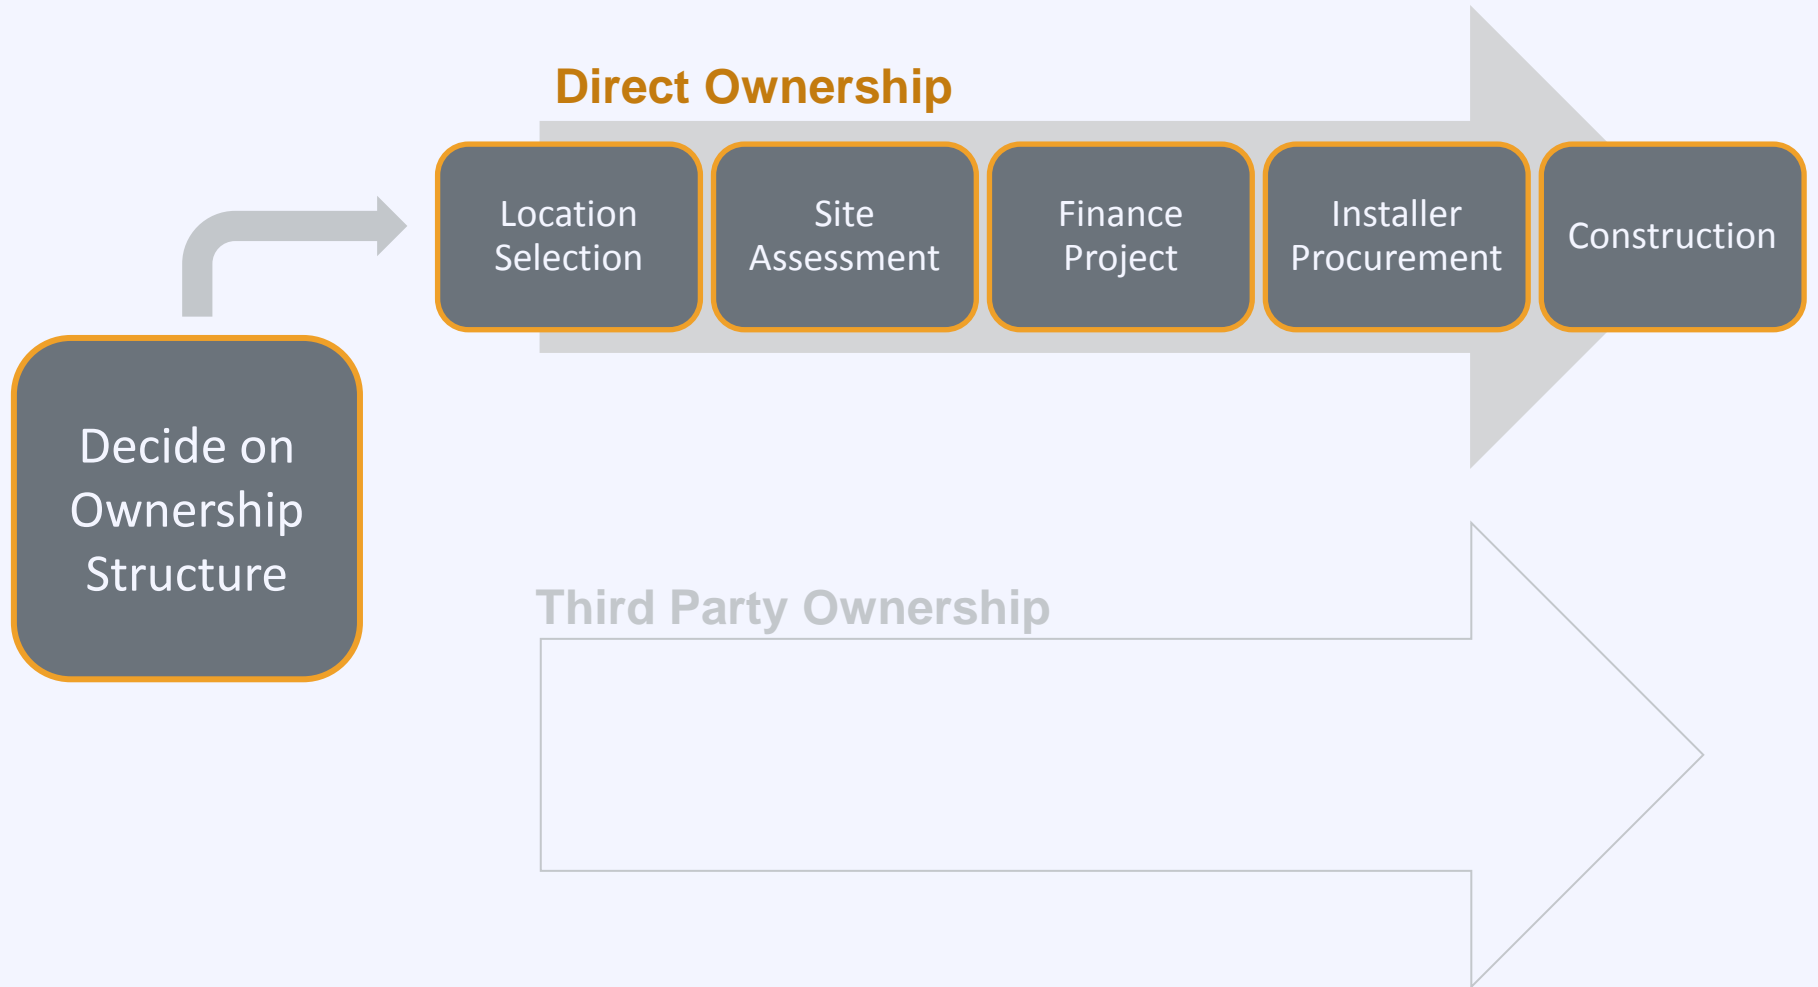 Direct Ownership
Location
Selection
Site
Assessment
Finance
Project
Installer
Procurement
Construction
Decide on
Ownership
Structure
Third Party Ownership